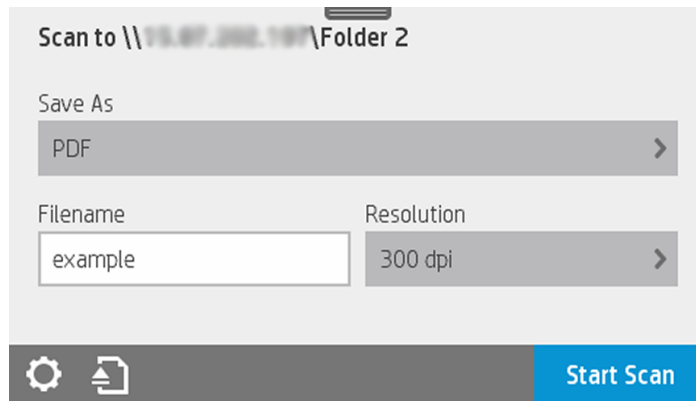 Scan to \\ \Folder 2
Save As
PDF
Filename
Resolution
example
300 dpi
Start Scan